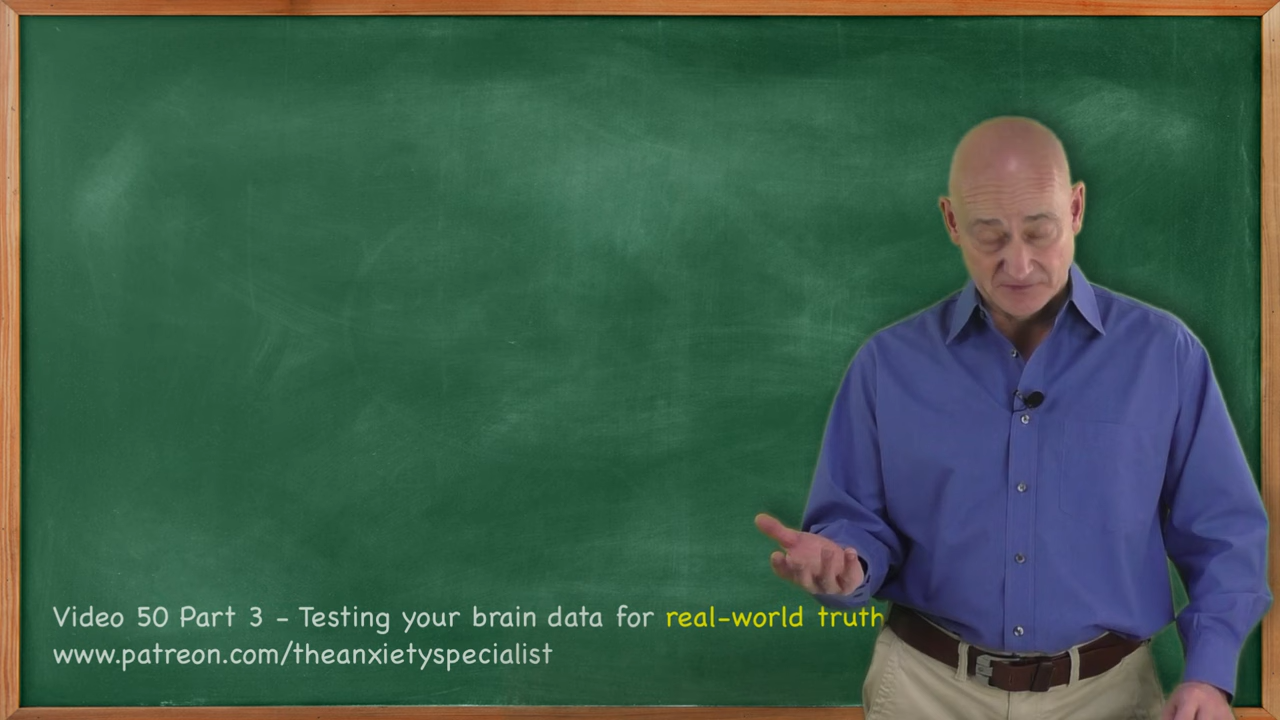 Video 50 Part 3 - Testing your brain data for real-world truth
www.patreon.com/theanxietyspecialist